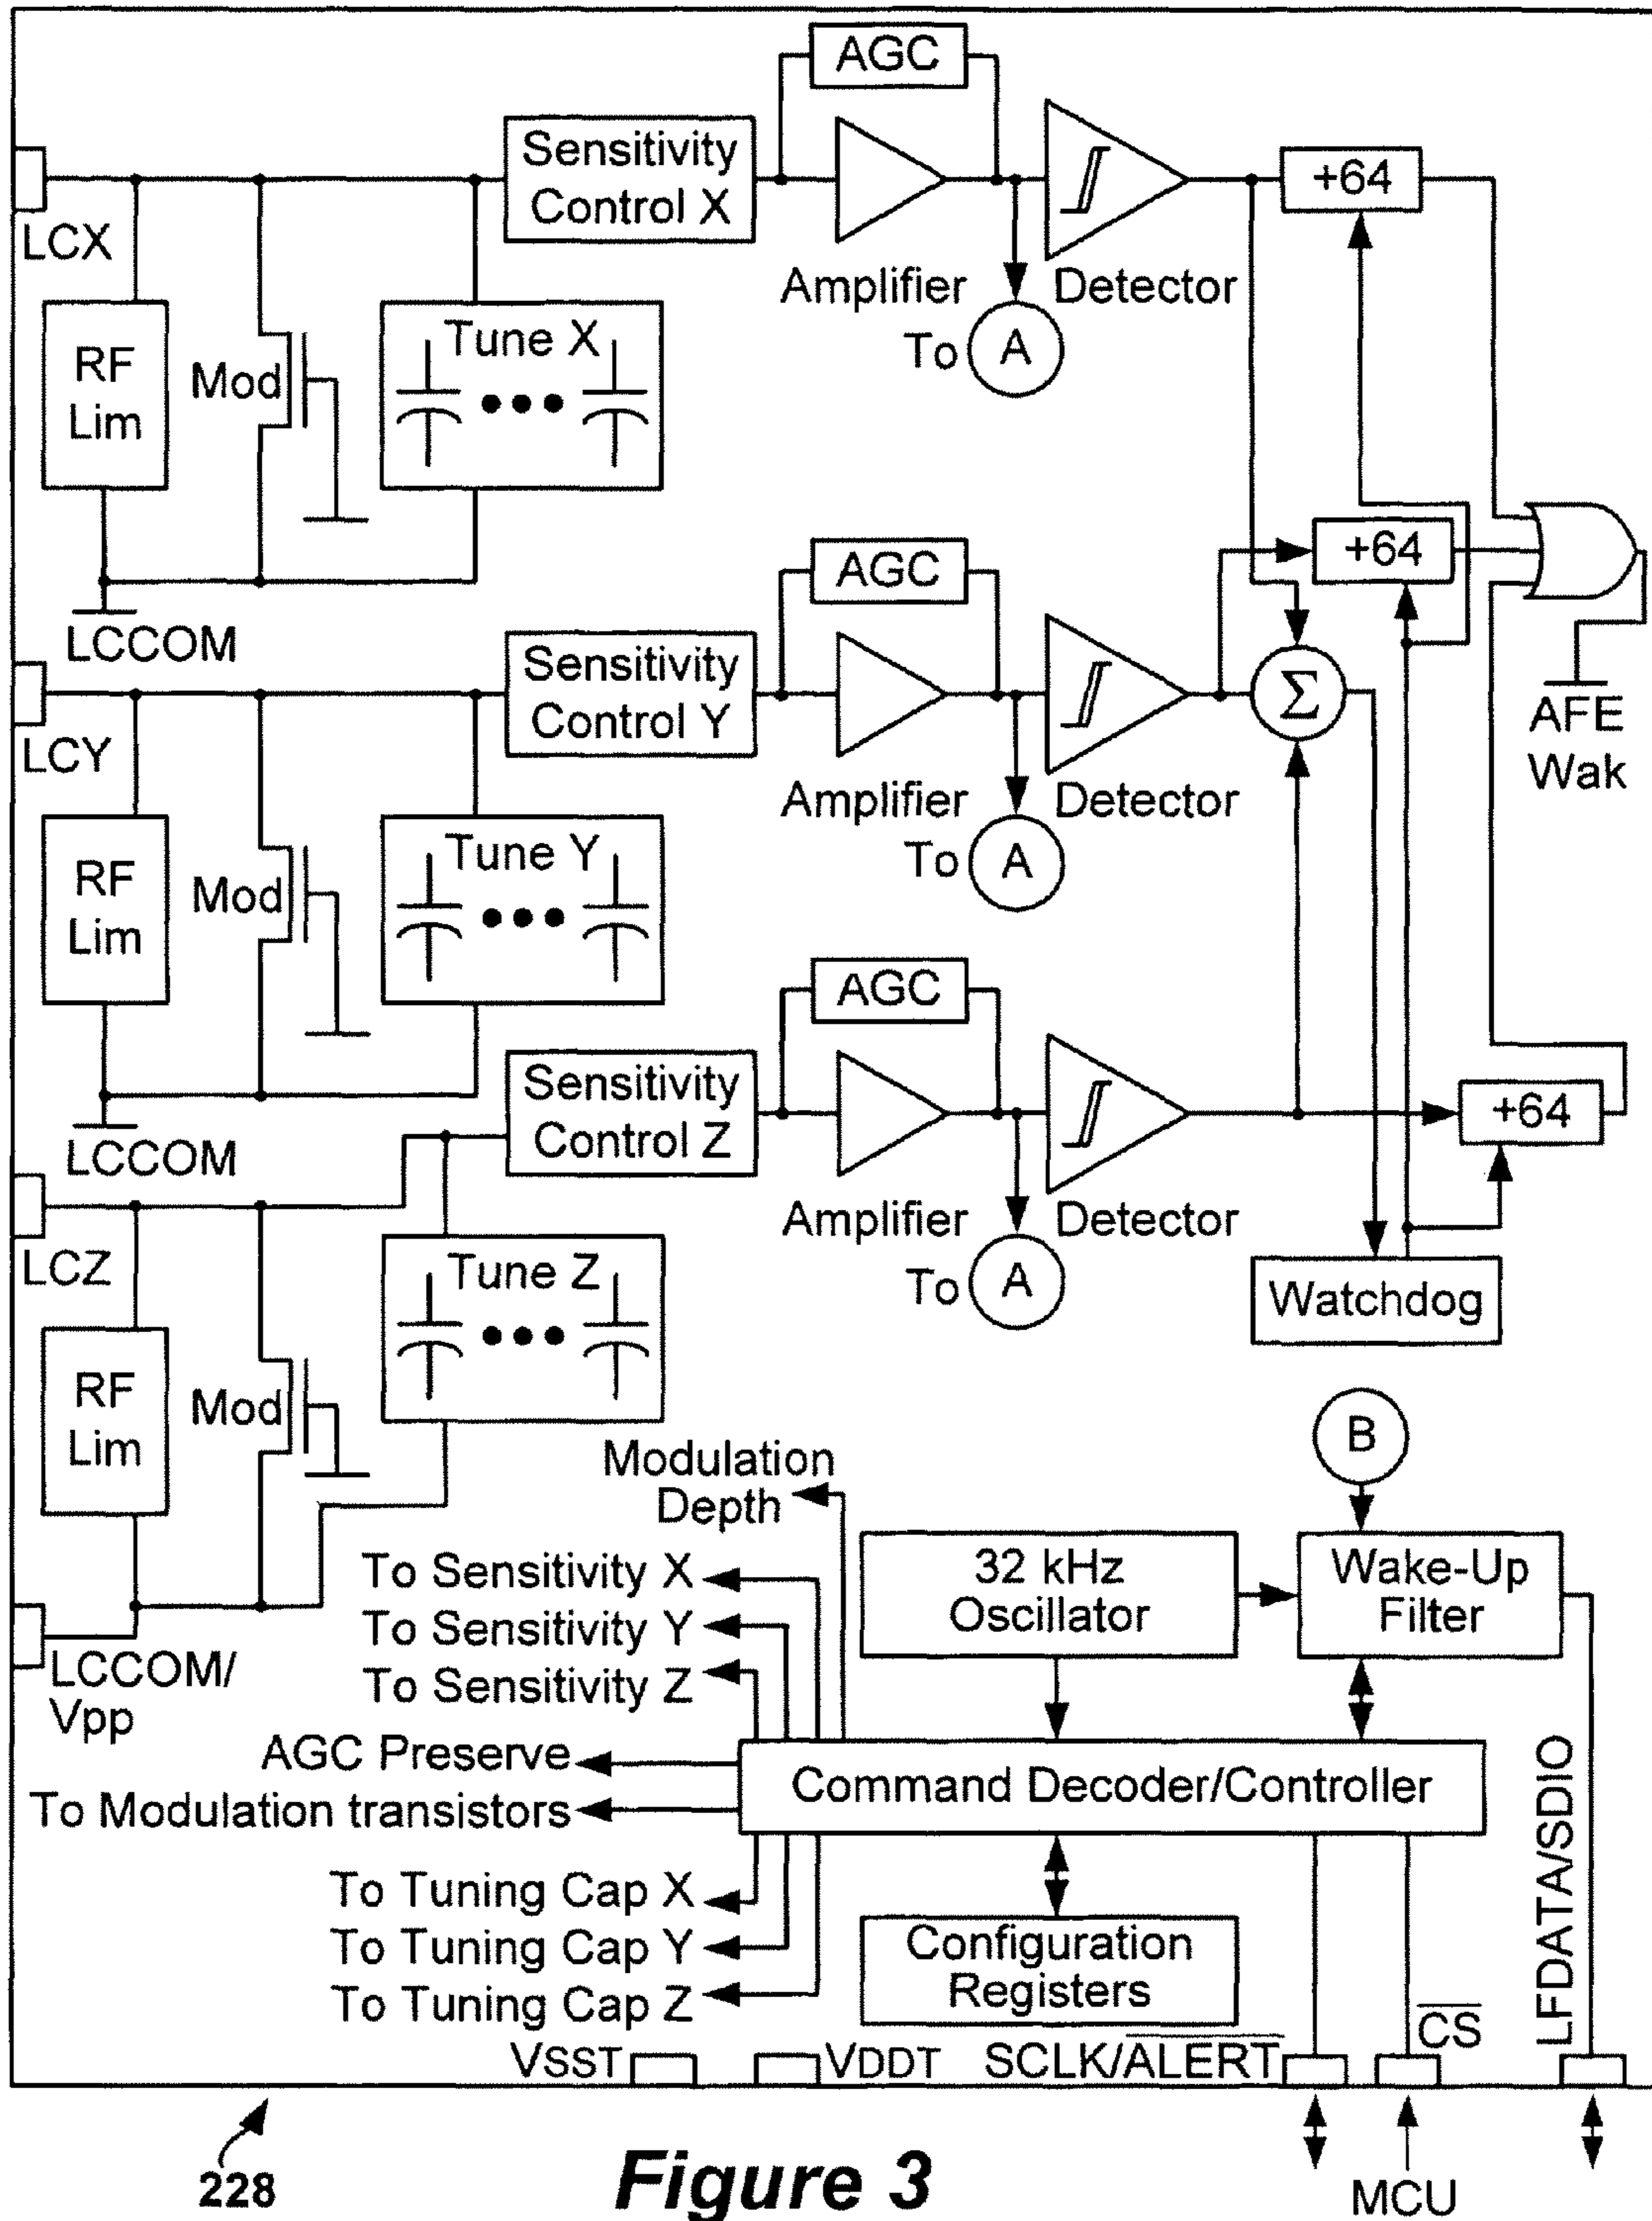 AGC
Sensitivity
Control X
+64
LCX
Amplifier
Detector
To
A
RF
Lim
Mod
Tune X
LCCOM
AGC
+64
Sensitivity
Control Y
Σ
LCY
Amplifier
Detector
To
A
AFE
Wak
RF
Lim
Mod
Tune Y
LCCOM
AGC
Sensitivity
Control Z
+64
LCZ
Amplifier
Detector
To
A
RF
Lim
Mod
Tune Z
Watchdog
B
Modulation
Depth
32 kHz
Oscillator
Wake-Up
Filter
To Sensitivity X
To Sensitivity Y
To Sensitivity Z
LCCOM/
Vpp
AGC Preserve
To Modulation transistors
Command Decoder/Controller
LFDATA/SDIO
To Tuning Cap X
To Tuning Cap Y
To Tuning Cap Z
Configuration
Registers
VSST
VDDT
SCLK/ALERT
CS
228
Figure 3
MCU